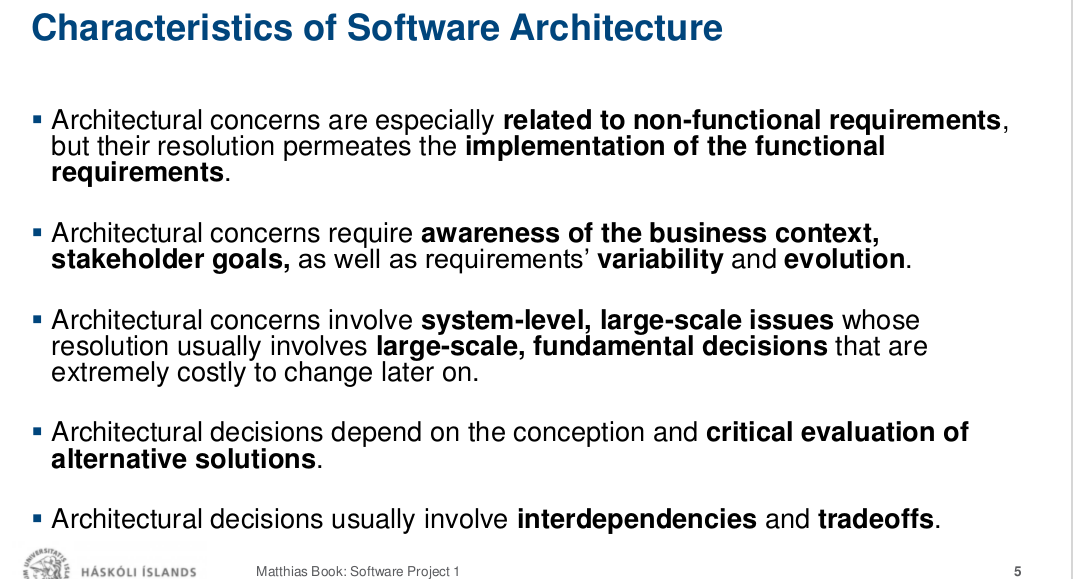 Characteristics of Software Architecture
▪ Architectural concerns are especially related to non-functional requirements,
but their resolution permeates the implementation of the functional
requirements.
▪ Architectural concerns require awareness of the business context,
stakeholder goals, as well as requirements’ variability and evolution.
▪ Architectural concerns involve system-level, large-scale issues whose
resolution usually involves large-scale, fundamental decisions that are
extremely costly to change later on.
▪ Architectural decisions depend on the conception and critical evaluation of
alternative solutions.
▪ Architectural decisions usually involve interdependencies and tradeoffs.
HÁSKÓLI ÍSLANDS
Matthias Book: Software Project 1
5